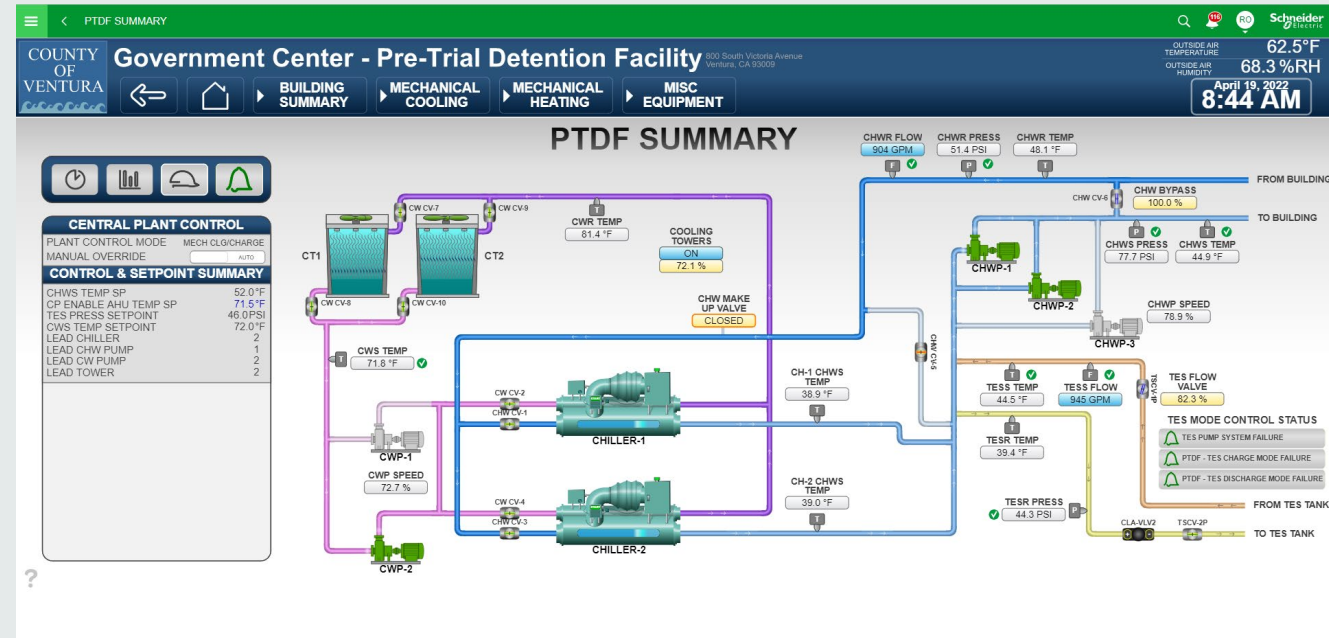 PTDF SUMMARY
116
RO
Schneider
Electric
COUNTY
OF
VENTURA
Government Center - Pre-Trial Detention Facility
800 South Victoria Avenue
Ventura, CA 93009
OUTSIDE AIR
TEMPERATURE
62.5°F
OUTSIDE AIR
HUMIDITY
68.3 %RH
BUILDING
SUMMARY
MECHANICAL
COOLING
MECHANICAL
HEATING
MISC
EQUIPMENT
April 19, 2022
8:44 AM
PTDF SUMMARY
CENTRAL PLANT CONTROL
PLANT CONTROL MODE MECH CLG/CHARGE
MANUAL OVERRIDE AUTO
CONTROL & SETPOINT SUMMARY
CHWS TEMP SP 52.0°F
CP ENABLE AHU TEMP SP 71.5°F
TES PRESS SETPOINT 46.0PSI
CWS TEMP SETPOINT 72.0°F
LEAD CHILLER 2
LEAD CHW PUMP 1
LEAD CW PUMP 2
LEAD TOWER 2
CHWR FLOW
904 GPM
F
CHWR PRESS
51.4 PSI
P
CHWR TEMP
48.1 °F
T
FROM BUILDING
CHW CV-6
CHW BYPASS
100.0 %
TO BUILDING
P
CHWS PRESS
77.7 PSI
T
CHWS TEMP
44.9 °F
CW CV-7
CW CV-9
T
CWR TEMP
81.4 °F
COOLING
TOWERS
ON
72.1 %
CT1
CT2
CW CV-8
CW CV-10
CHW MAKE
UP VALVE
CLOSED
CHWP-1
CHWP-2
CHWP-3
CHWP SPEED
78.9 %
T
CWS TEMP
71.8 °F
CHW CV-5
CH-1 CHWS
TEMP
38.9 °F
T
T
TESS TEMP
44.5 °F
F
TESS FLOW
945 GPM
TSCV-1P
TES FLOW
VALVE
82.3 %
CW CV-2
CHW CV-1
CHILLER-1
T
TESR TEMP
39.4 °F
TES MODE CONTROL STATUS
TES PUMP SYSTEM FAILURE
PTDF - TES CHARGE MODE FAILURE
PTDF - TES DISCHARGE MODE FAILURE
CWP-1
CWP SPEED
72.7 %
CH-2 CHWS
TEMP
39.0 °F
T
CW CV-4
CHW CV-3
CHILLER-2
TESR PRESS
44.3 PSI
P
FROM TES TANK
CLA-VLV2
TSCV-2P
TO TES TANK
CWP-2
?